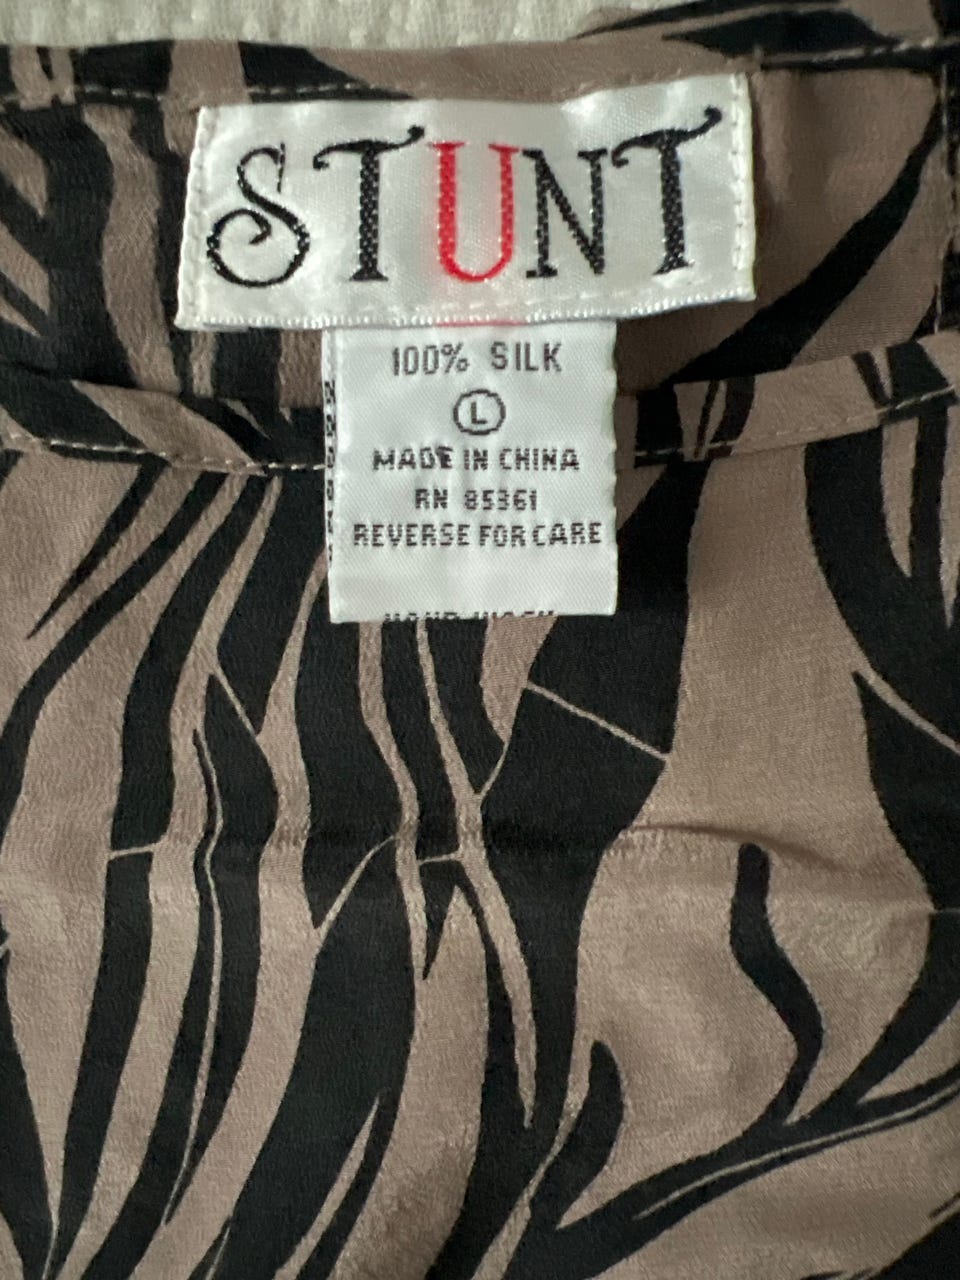 STUNT
100% SILK
L
MADE IN CHINA
RN 85361
REVERSE FOR CARE